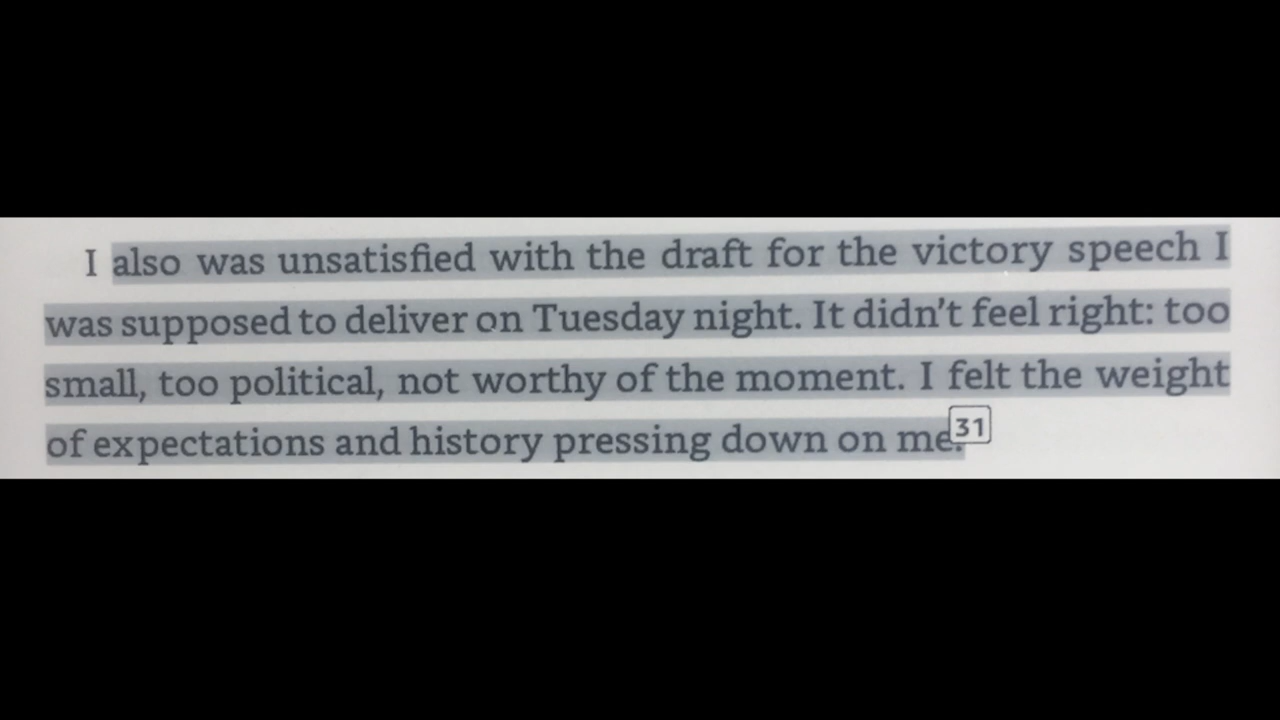 I also was unsatisfied with the draft for the victory speech I
was supposed to deliver on Tuesday night. It didn't feel right: too
small, too political, not worthy of the moment. I felt the weight
of expectations and history pressing down on me.
31